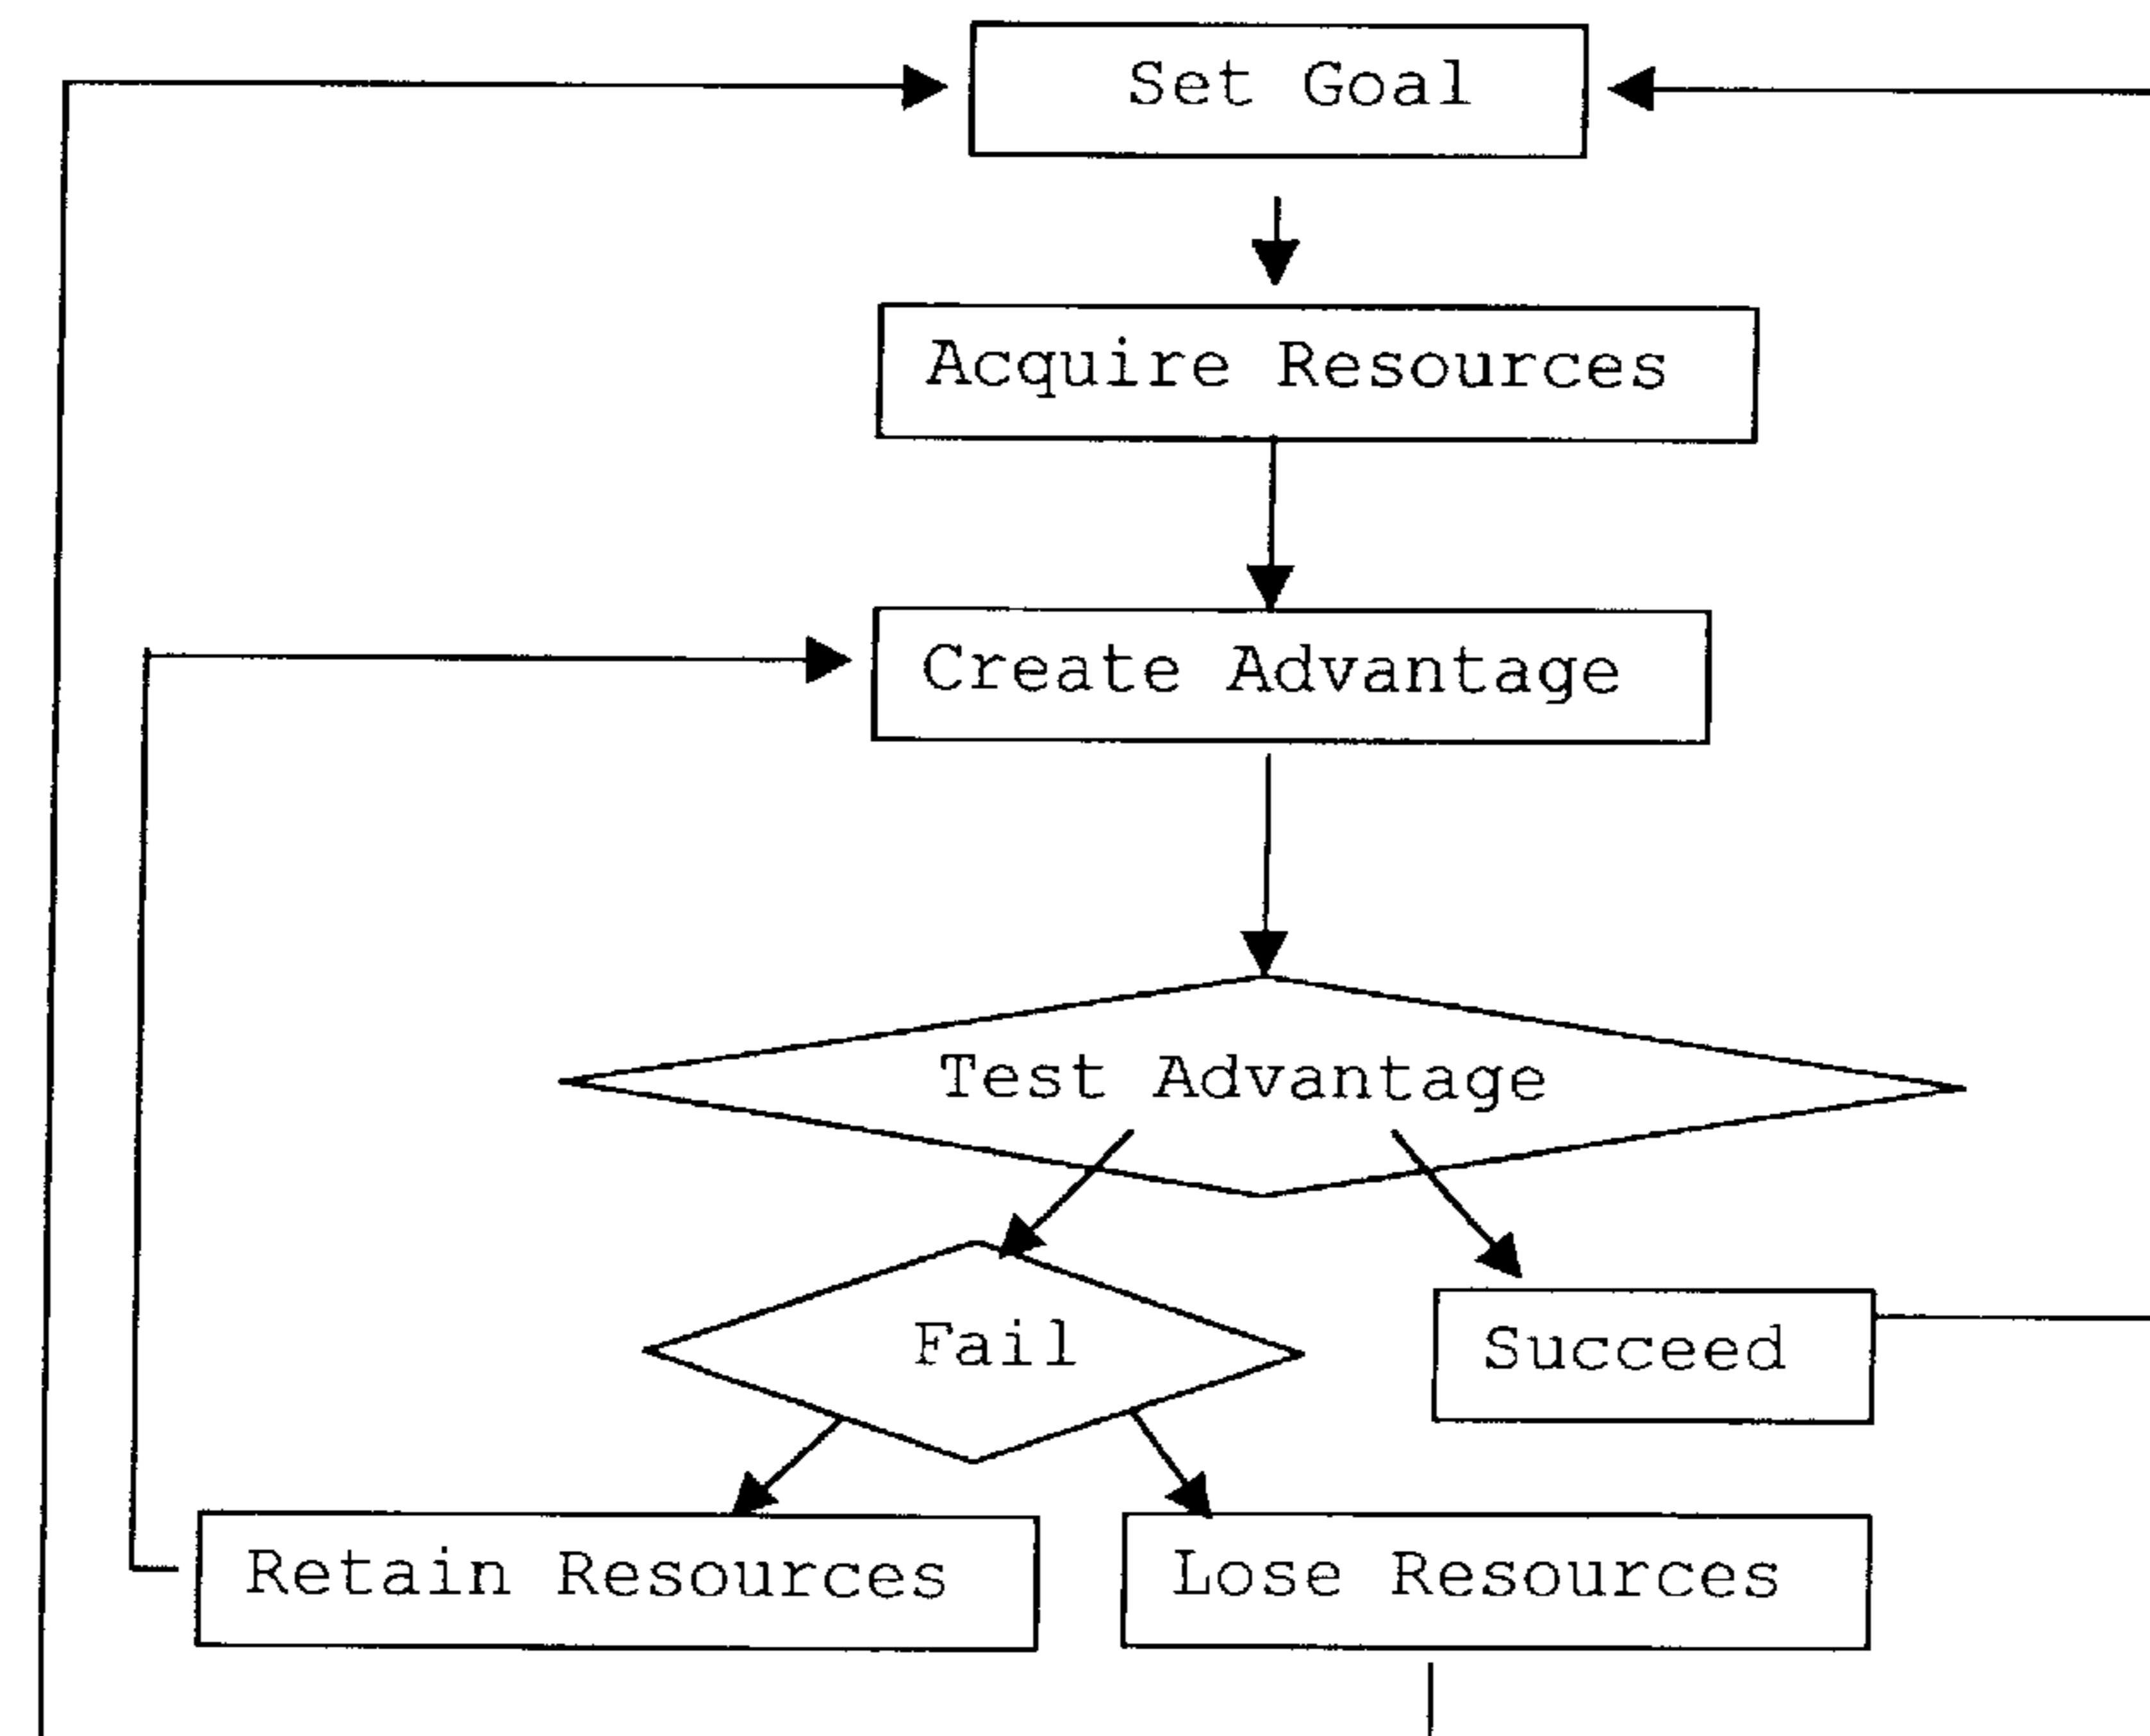 Set Goal
Acquire Resources
Create Advantage
Test Advantage
Fail
Succeed
Retain Resources
Lose Resources